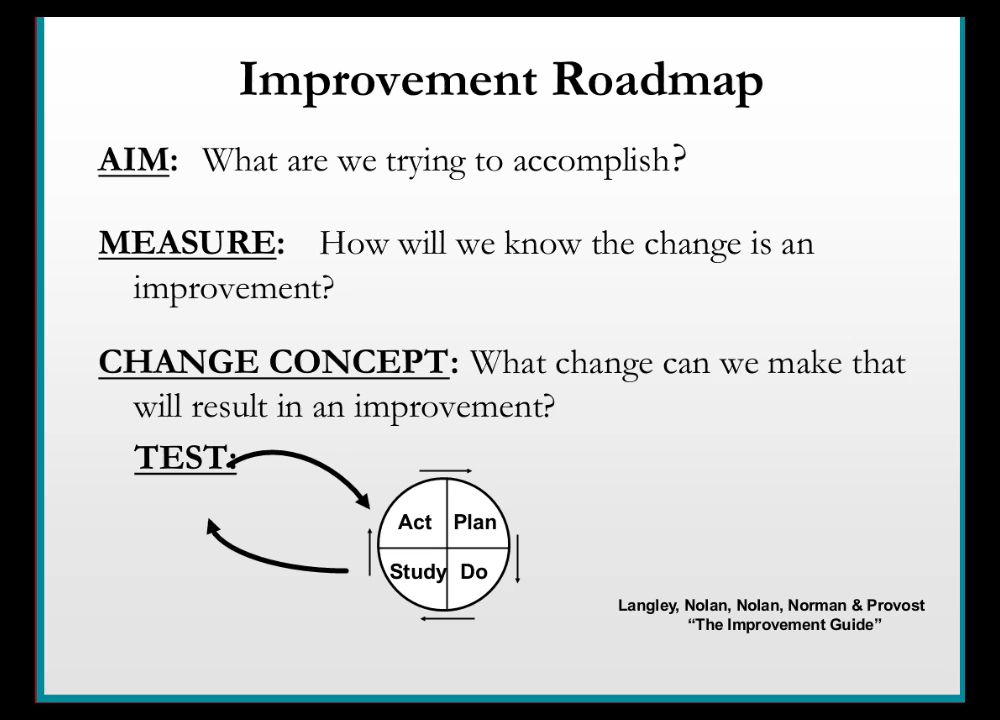 Improvement Roadmap
AIM: What are we trying to accomplish?
MEASURE: How will we know the change is an
improvement?
CHANGE CONCEPT: What change can we make that
will result in an improvement?
TEST:
Act Plan
Study Do
Langley, Nolan, Nolan, Norman & Provost
“The Improvement Guide”